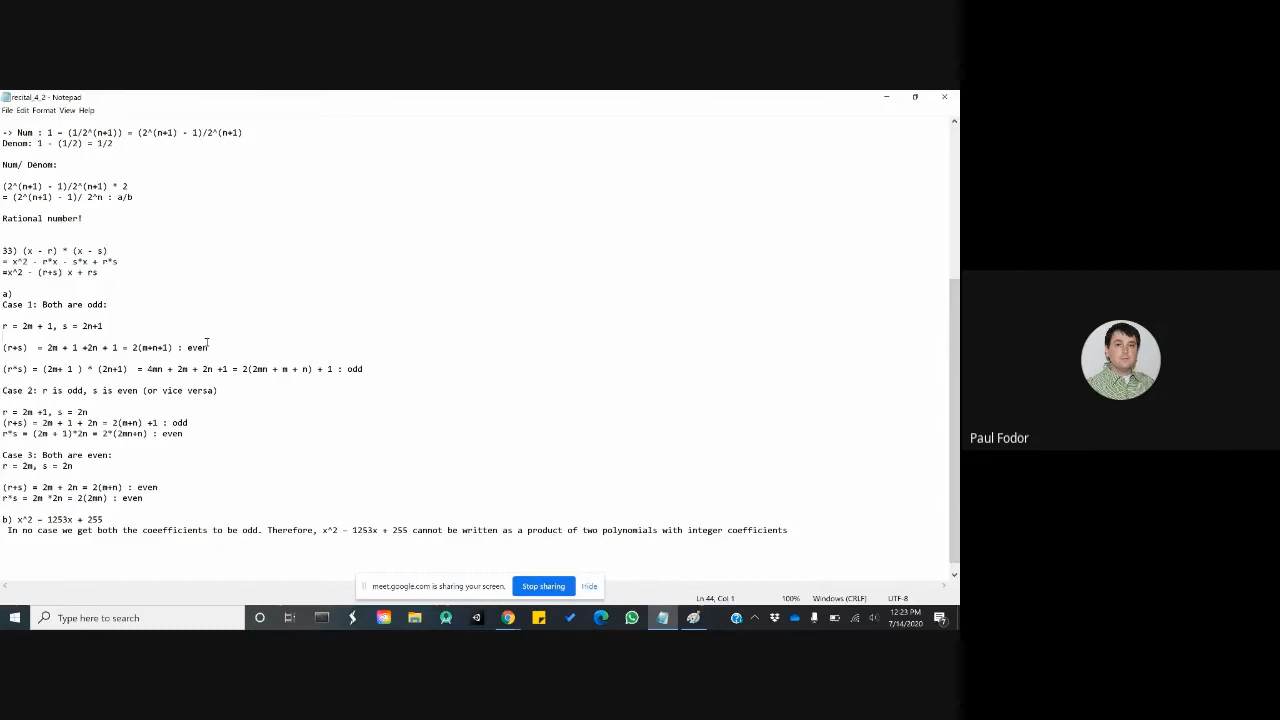 recital_4_2 - Notepad
File Edit Format View Help
-> Num : 1 - (1/2^(n+1)) = (2^(n+1) - 1)/2^(n+1)
Denom: 1 - (1/2) = 1/2
Num/ Denom:
(2^(n+1) - 1)/2^(n+1) * 2
= (2^(n+1) - 1)/ 2^n : a/b
Rational number!
33) (x - r) * (x - s)
= x^2 - r*x - s*x + r*s
=x^2 - (r+s) x + rs
a)
Case 1: Both are odd:
r = 2m + 1, s = 2n+1
(r+s)  = 2m + 1 +2n + 1 = 2(m+n+1) : even
(r*s) = (2m+ 1 ) * (2n+1)  = 4mn + 2m + 2n +1 = 2(2mn + m + n) + 1 : odd
Case 2: r is odd, s is even (or vice versa)
r = 2m +1, s = 2n
(r+s) = 2m + 1 + 2n = 2(m+n) +1 : odd
r*s = (2m + 1)*2n = 2*(2mn+n) : even
Case 3: Both are even:
r = 2m, s = 2n
(r+s) = 2m + 2n = 2(m+n) : even
r*s = 2m *2n = 2(2mn) : even
b) x^2 - 1253x + 255
In no case we get both the coeefficients to be odd. Therefore, x^2 - 1253x + 255 cannot be written as a product of two polynomials with integer coefficients
Paul Fodor
meet.google.com is sharing your screen.
Stop sharing
Hide
Ln 44, Col 1
100%
Windows (CRLF)
UTF-8
Type here to search
12:23 PM
7/14/2020